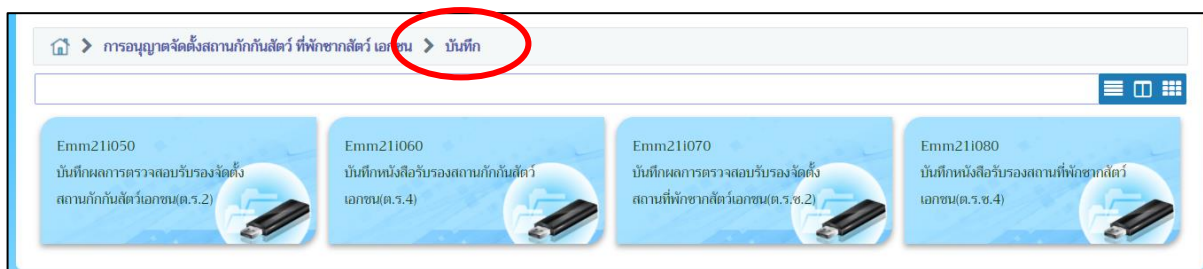 การอนุญาตจัดตั้งสถานกักกันสัตว์ ที่พักซากสัตว์ เอกชน > บันทึก
Emm21i050
บันทึกผลการตรวจสอบรับรองจัดตั้ง
สถานกักกันสัตว์เอกชน(ต.ร.2)
Emm21i060
บันทึกหนังสือรับรองสถานกักกันสัตว์
เอกชน(ต.ร.4)
Emm21i070
บันทึกผลการตรวจสอบรับรองจัดตั้ง
สถานที่พักซากสัตว์เอกชน(ต.ร.ซ.2)
Emm21i080
บันทึกหนังสือรับรองสถานที่พักซากสัตว์
เอกชน(ต.ร.ซ.4)